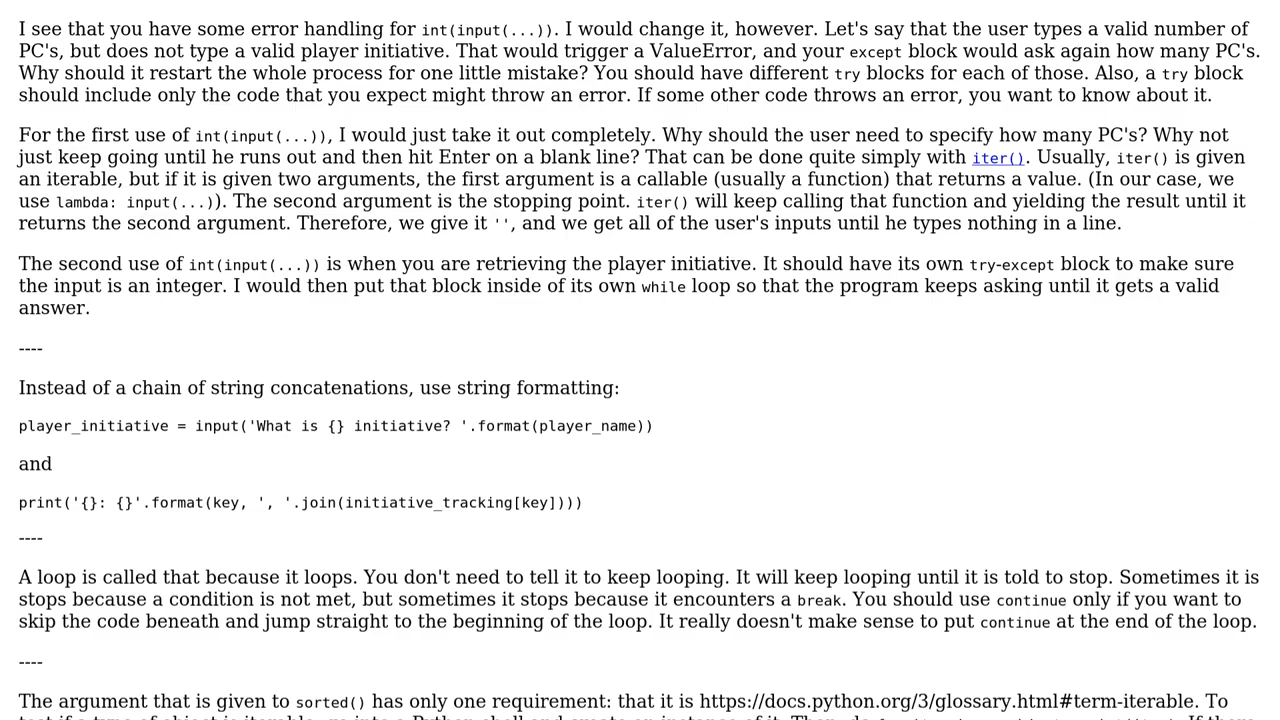 I see that you have some error handling for int(input(...)). I would change it, however. Let's say that the user types a valid number of
PC's, but does not type a valid player initiative. That would trigger a ValueError, and your except block would ask again how many PC's.
Why should it restart the whole process for one little mistake? You should have different try blocks for each of those. Also, a try block
should include only the code that you expect might throw an error. If some other code throws an error, you want to know about it.
For the first use of int(input(...)), I would just take it out completely. Why should the user need to specify how many PC's? Why not
just keep going until he runs out and then hit Enter on a blank line? That can be done quite simply with iter(). Usually, iter() is given
an iterable, but if it is given two arguments, the first argument is a callable (usually a function) that returns a value. (In our case, we
use lambda: input(...)). The second argument is the stopping point. iter() will keep calling that function and yielding the result until it
returns the second argument. Therefore, we give it '', and we get all of the user's inputs until he types nothing in a line.
The second use of int(input(...)) is when you are retrieving the player initiative. It should have its own try-except block to make sure
the input is an integer. I would then put that block inside of its own while loop so that the program keeps asking until it gets a valid
answer.
----
Instead of a chain of string concatenations, use string formatting:
player_initiative = input('What is {} initiative? '.format(player_name))
and
print('{}: {}'.format(key, ', '.join(initiative_tracking[key])))
----
A loop is called that because it loops. You don't need to tell it to keep looping. It will keep looping until it is told to stop. Sometimes it is
stops because a condition is not met, but sometimes it stops because it encounters a break. You should use continue only if you want to
skip the code beneath and jump straight to the beginning of the loop. It really doesn't make sense to put continue at the end of the loop.
----
The argument that is given to sorted() has only one requirement: that it is https://docs.python.org/3/glossary.html#term-iterable. To